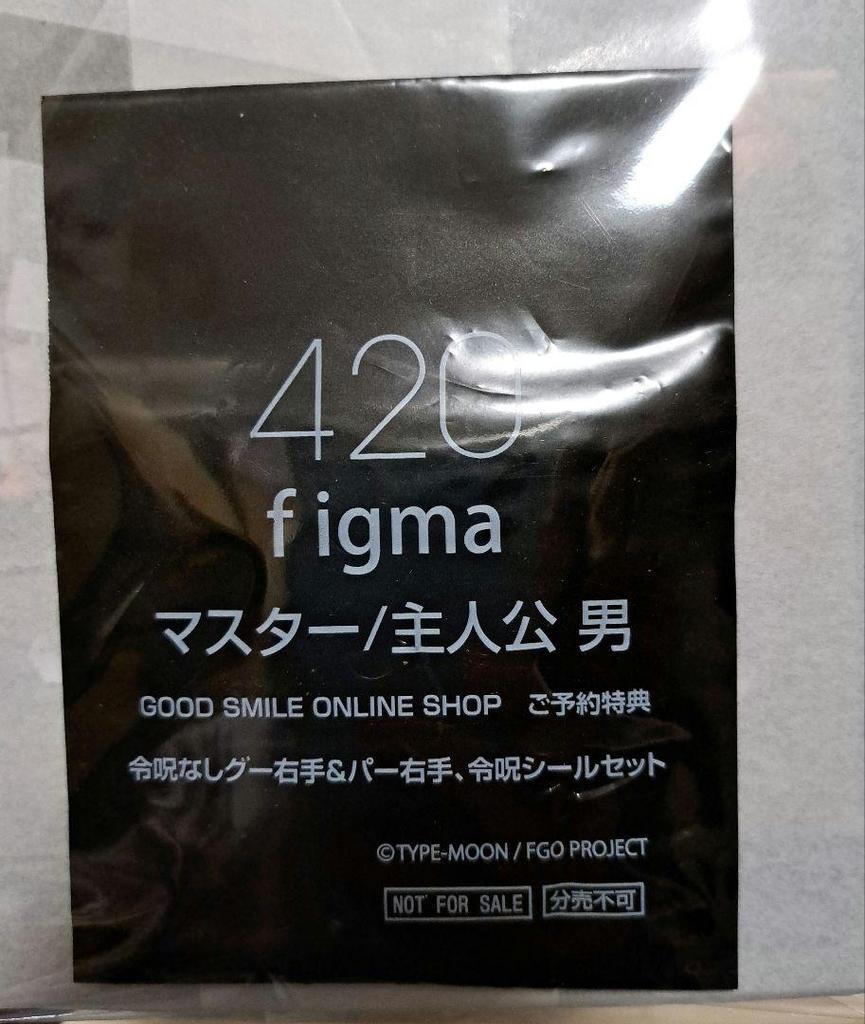 420
figma
マスター/主人公 男
GOOD SMILE ONLINE SHOP ご予約特典
令呪なしグー右手&パー右手、令呪シールセット
©TYPE-MOON / FGO PROJECT
NOT FOR SALE 分売不可